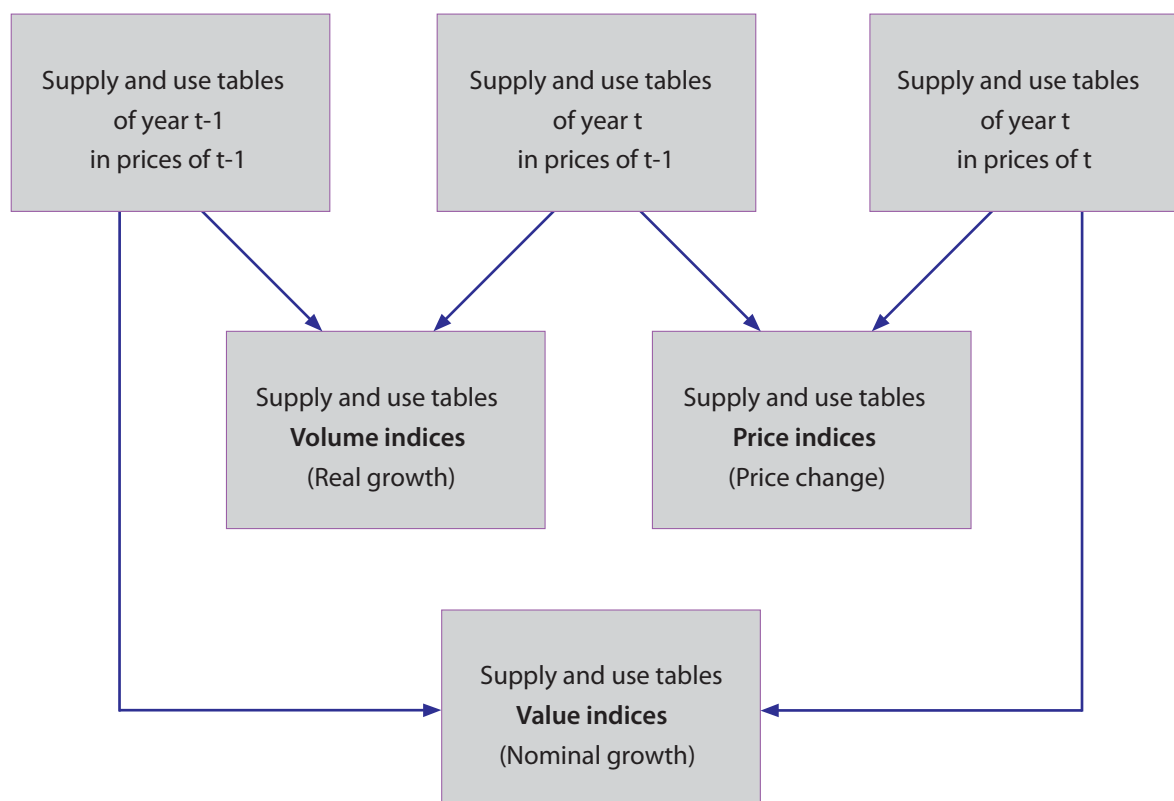 Supply and use tables
of year t-1
in prices of t-1
Supply and use tables
of year t
in prices of t-1
Supply and use tables
of year t
in prices of t
Supply and use tables
Volume indices
(Real growth)
Supply and use tables
Price indices
(Price change)
Supply and use tables
Value indices
(Nominal growth)